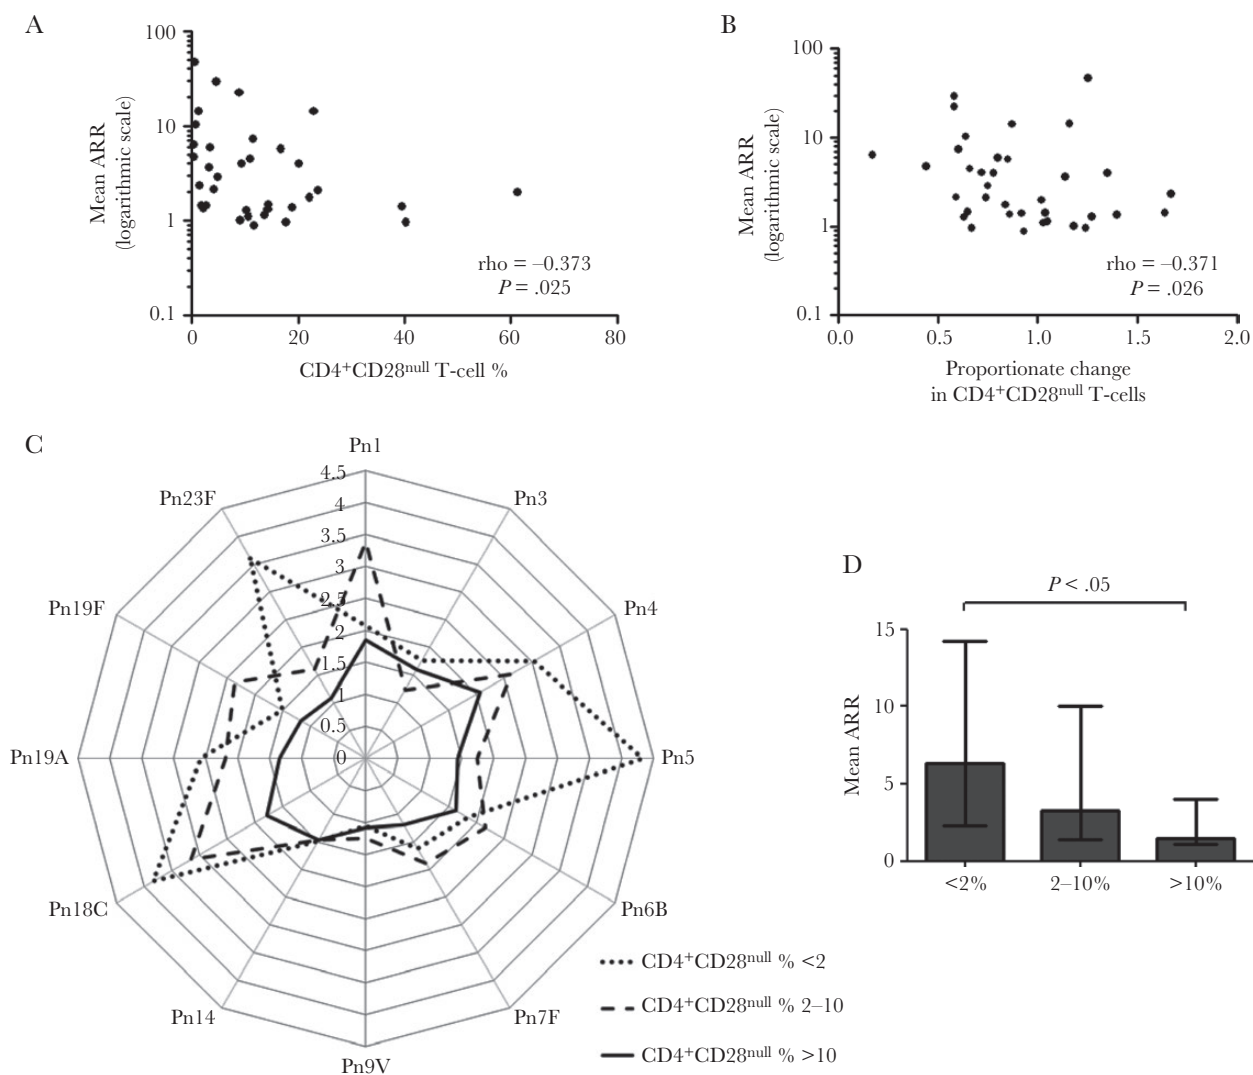 A
100
10
1
0.1
Mean ARR
(logarithmic scale)
rho = –0.373
P = .025
0
20
40
60
80
CD4+CD28null T-cell %
B
100
10
1
0.1
Mean ARR
(logarithmic scale)
rho = –0.371
P = .026
0.0
0.5
1.0
1.5
2.0
Proportionate change
in CD4+CD28null T-cells
C
Pn1
Pn3
Pn4
Pn5
Pn6B
Pn7F
Pn9V
Pn14
Pn18C
Pn19A
Pn19F
Pn23F
4.5
4
3.5
3
2.5
2
1.5
1
0.5
0
CD4+CD28null % <2
CD4+CD28null % 2–10
CD4+CD28null % >10
D
P < .05
15
10
5
0
Mean ARR
<2%
2–10%
>10%